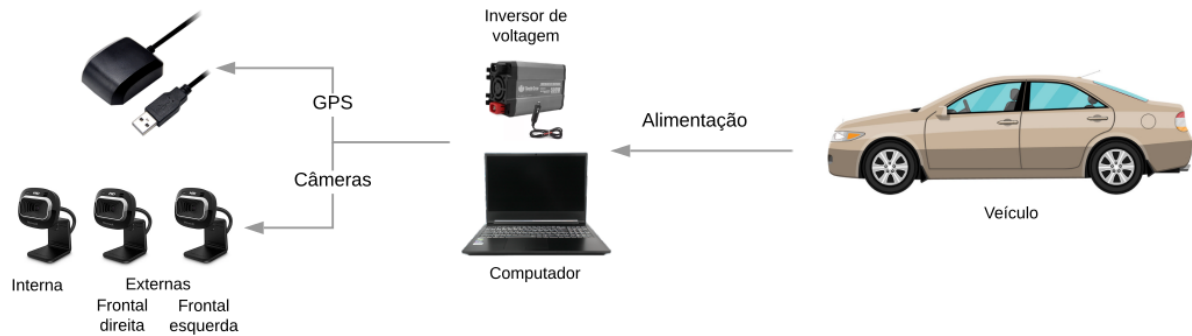 Inversor de
voltagem
GPS
Alimentação
Câmeras
Veículo
Computador
Interna
Externas
Frontal
direita
Frontal
esquerda